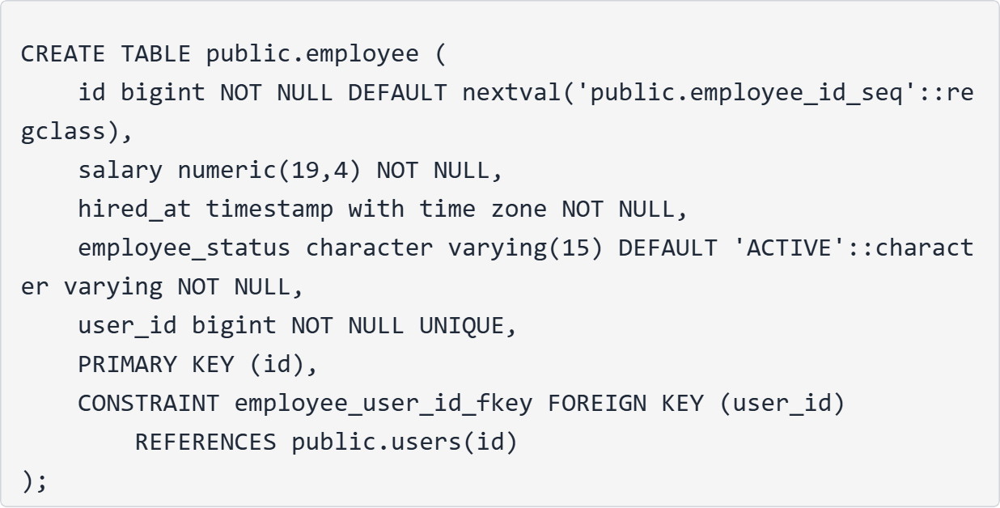 CREATE TABLE public.employee (
    id bigint NOT NULL DEFAULT nextval('public.employee_id_seq'::re
gclass),
    salary numeric(19,4) NOT NULL,
    hired_at timestamp with time zone NOT NULL,
    employee_status character varying(15) DEFAULT 'ACTIVE'::charact
er varying NOT NULL,
    user_id bigint NOT NULL UNIQUE,
    PRIMARY KEY (id),
    CONSTRAINT employee_user_id_fkey FOREIGN KEY (user_id)
        REFERENCES public.users(id)
);